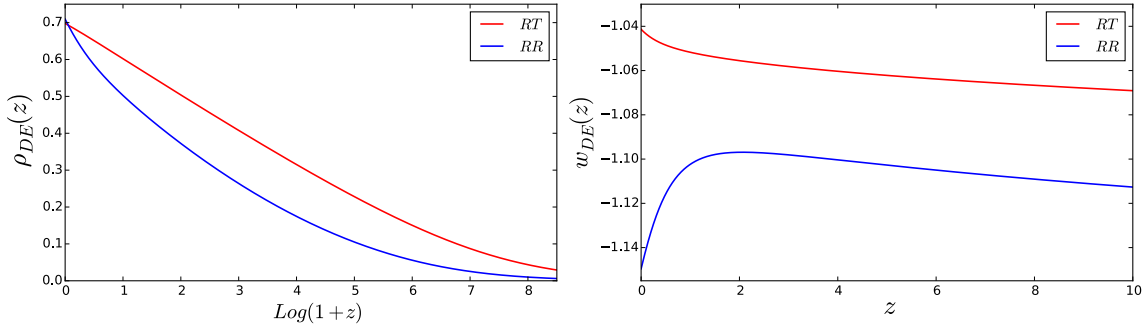 0.7
0.6
0.5
0.4
0.3
0.2
0.1
0.0
ρ_DE(z)
0 1 2 3 4 5 6 7 8
Log(1+z)
RT
RR
−1.04
−1.06
−1.08
−1.10
−1.12
−1.14
w_DE(z)
0 2 4 6 8 10
z
RT
RR